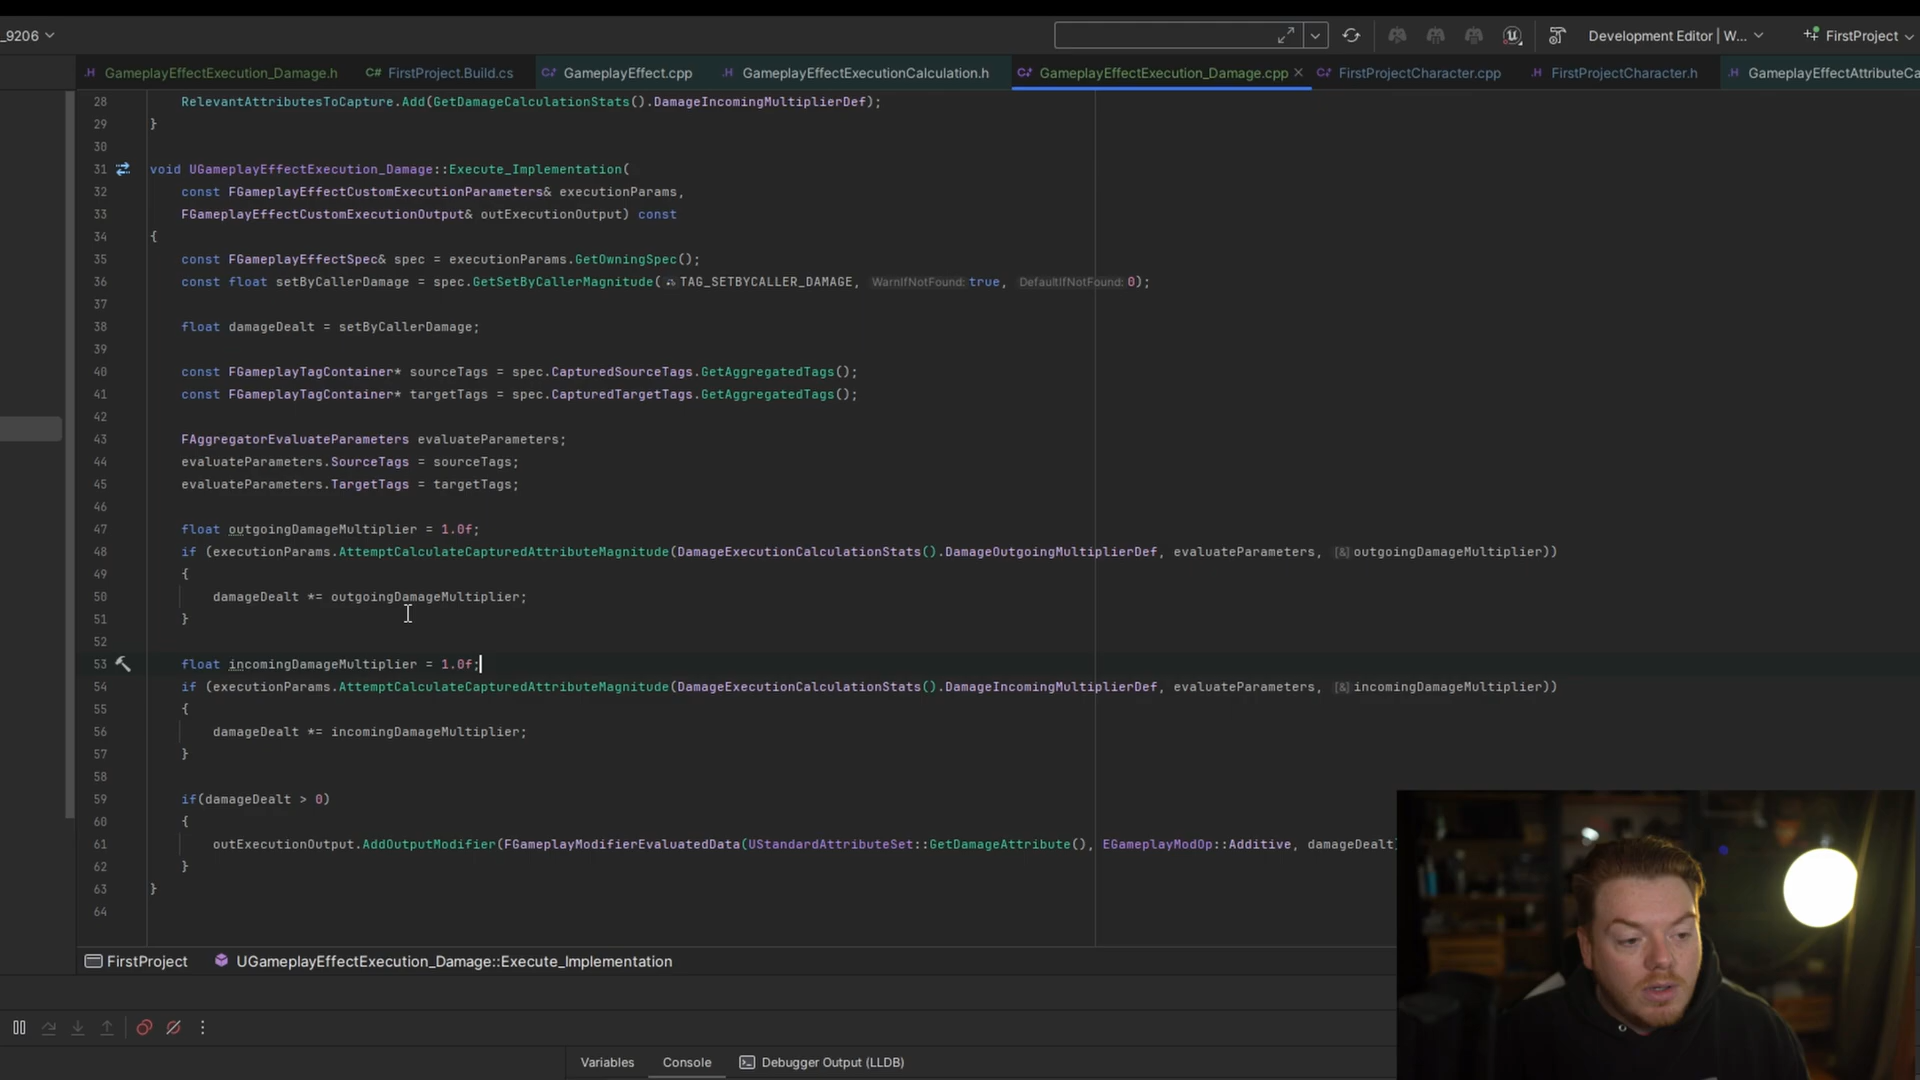 _9206
Development Editor | W...
FirstProject
GameplayEffectExecution_Damage.h
FirstProject.Build.cs
GameplayEffect.cpp
GameplayEffectExecutionCalculation.h
GameplayEffectExecution_Damage.cpp
FirstProjectCharacter.cpp
FirstProjectCharacter.h
GameplayEffectAttributeCa
28 RelevantAttributesToCapture.Add(GetDamageCalculationStats().DamageIncomingMultiplierDef);
29 }
30
31 void UGameplayEffectExecution_Damage::Execute_Implementation(
32 const FGameplayEffectCustomExecutionParameters& executionParams,
33 FGameplayEffectCustomExecutionOutput& outExecutionOutput) const
34 {
35 const FGameplayEffectSpec& spec = executionParams.GetOwningSpec();
36 const float setByCallerDamage = spec.GetSetByCallerMagnitude(TAG_SETBYCALLER_DAMAGE, WarnIfNotFound: true, DefaultIfNotFound: 0);
37
38 float damageDealt = setByCallerDamage;
39
40 const FGameplayTagContainer* sourceTags = spec.CapturedSourceTags.GetAggregatedTags();
41 const FGameplayTagContainer* targetTags = spec.CapturedTargetTags.GetAggregatedTags();
42
43 FAggregatorEvaluateParameters evaluateParameters;
44 evaluateParameters.SourceTags = sourceTags;
45 evaluateParameters.TargetTags = targetTags;
46
47 float outgoingDamageMultiplier = 1.0f;
48 if (executionParams.AttemptCalculateCapturedAttributeMagnitude(DamageExecutionCalculationStats().DamageOutgoingMultiplierDef, evaluateParameters, [&] outgoingDamageMultiplier))
49 {
50 damageDealt *= outgoingDamageMultiplier;
51 }
52
53 float incomingDamageMultiplier = 1.0f;
54 if (executionParams.AttemptCalculateCapturedAttributeMagnitude(DamageExecutionCalculationStats().DamageIncomingMultiplierDef, evaluateParameters, [&] incomingDamageMultiplier))
55 {
56 damageDealt *= incomingDamageMultiplier;
57 }
58
59 if(damageDealt > 0)
60 {
61 outExecutionOutput.AddOutputModifier(FGameplayModifierEvaluatedData(UStandardAttributeSet::GetDamageAttribute(), EGameplayModOp::Additive, damageDealt)
62 }
63 }
64
FirstProject
UGameplayEffectExecution_Damage::Execute_Implementation
Variables
Console
Debugger Output (LLDB)